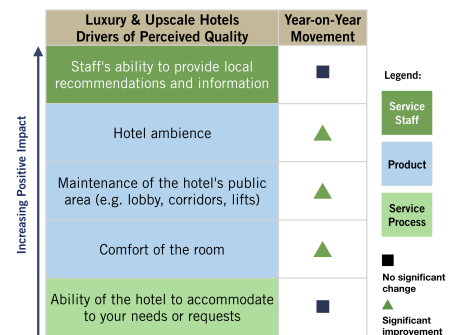 Luxury & Upscale Hotels
Drivers of Perceived Quality
Year-on-Year
Movement
Increasing Positive Impact
Staff's ability to provide local
recommendations and information
Hotel ambience
Maintenance of the hotel's public
area (e.g. lobby, corridors, lifts)
Comfort of the room
Ability of the hotel to accommodate
to your needs or requests
Legend:
Service
Staff
Product
Service
Process
No significant
change
Significant
improvement